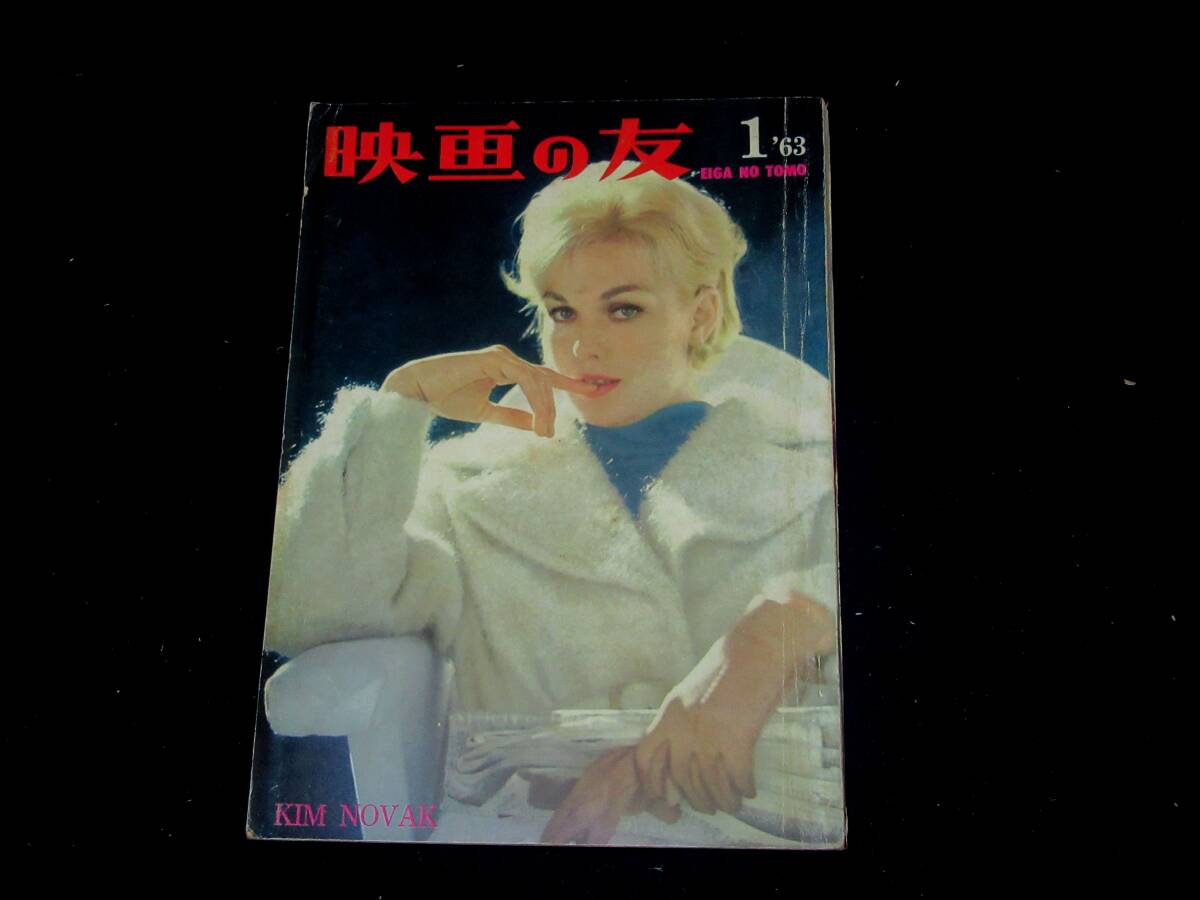 映画の友
1 '63
EIGA NO TOMO
KIM NOVAK